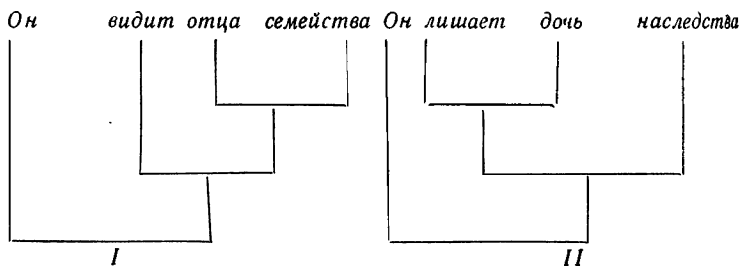 Он видит отца семейства Он лишает дочь наследства
I II